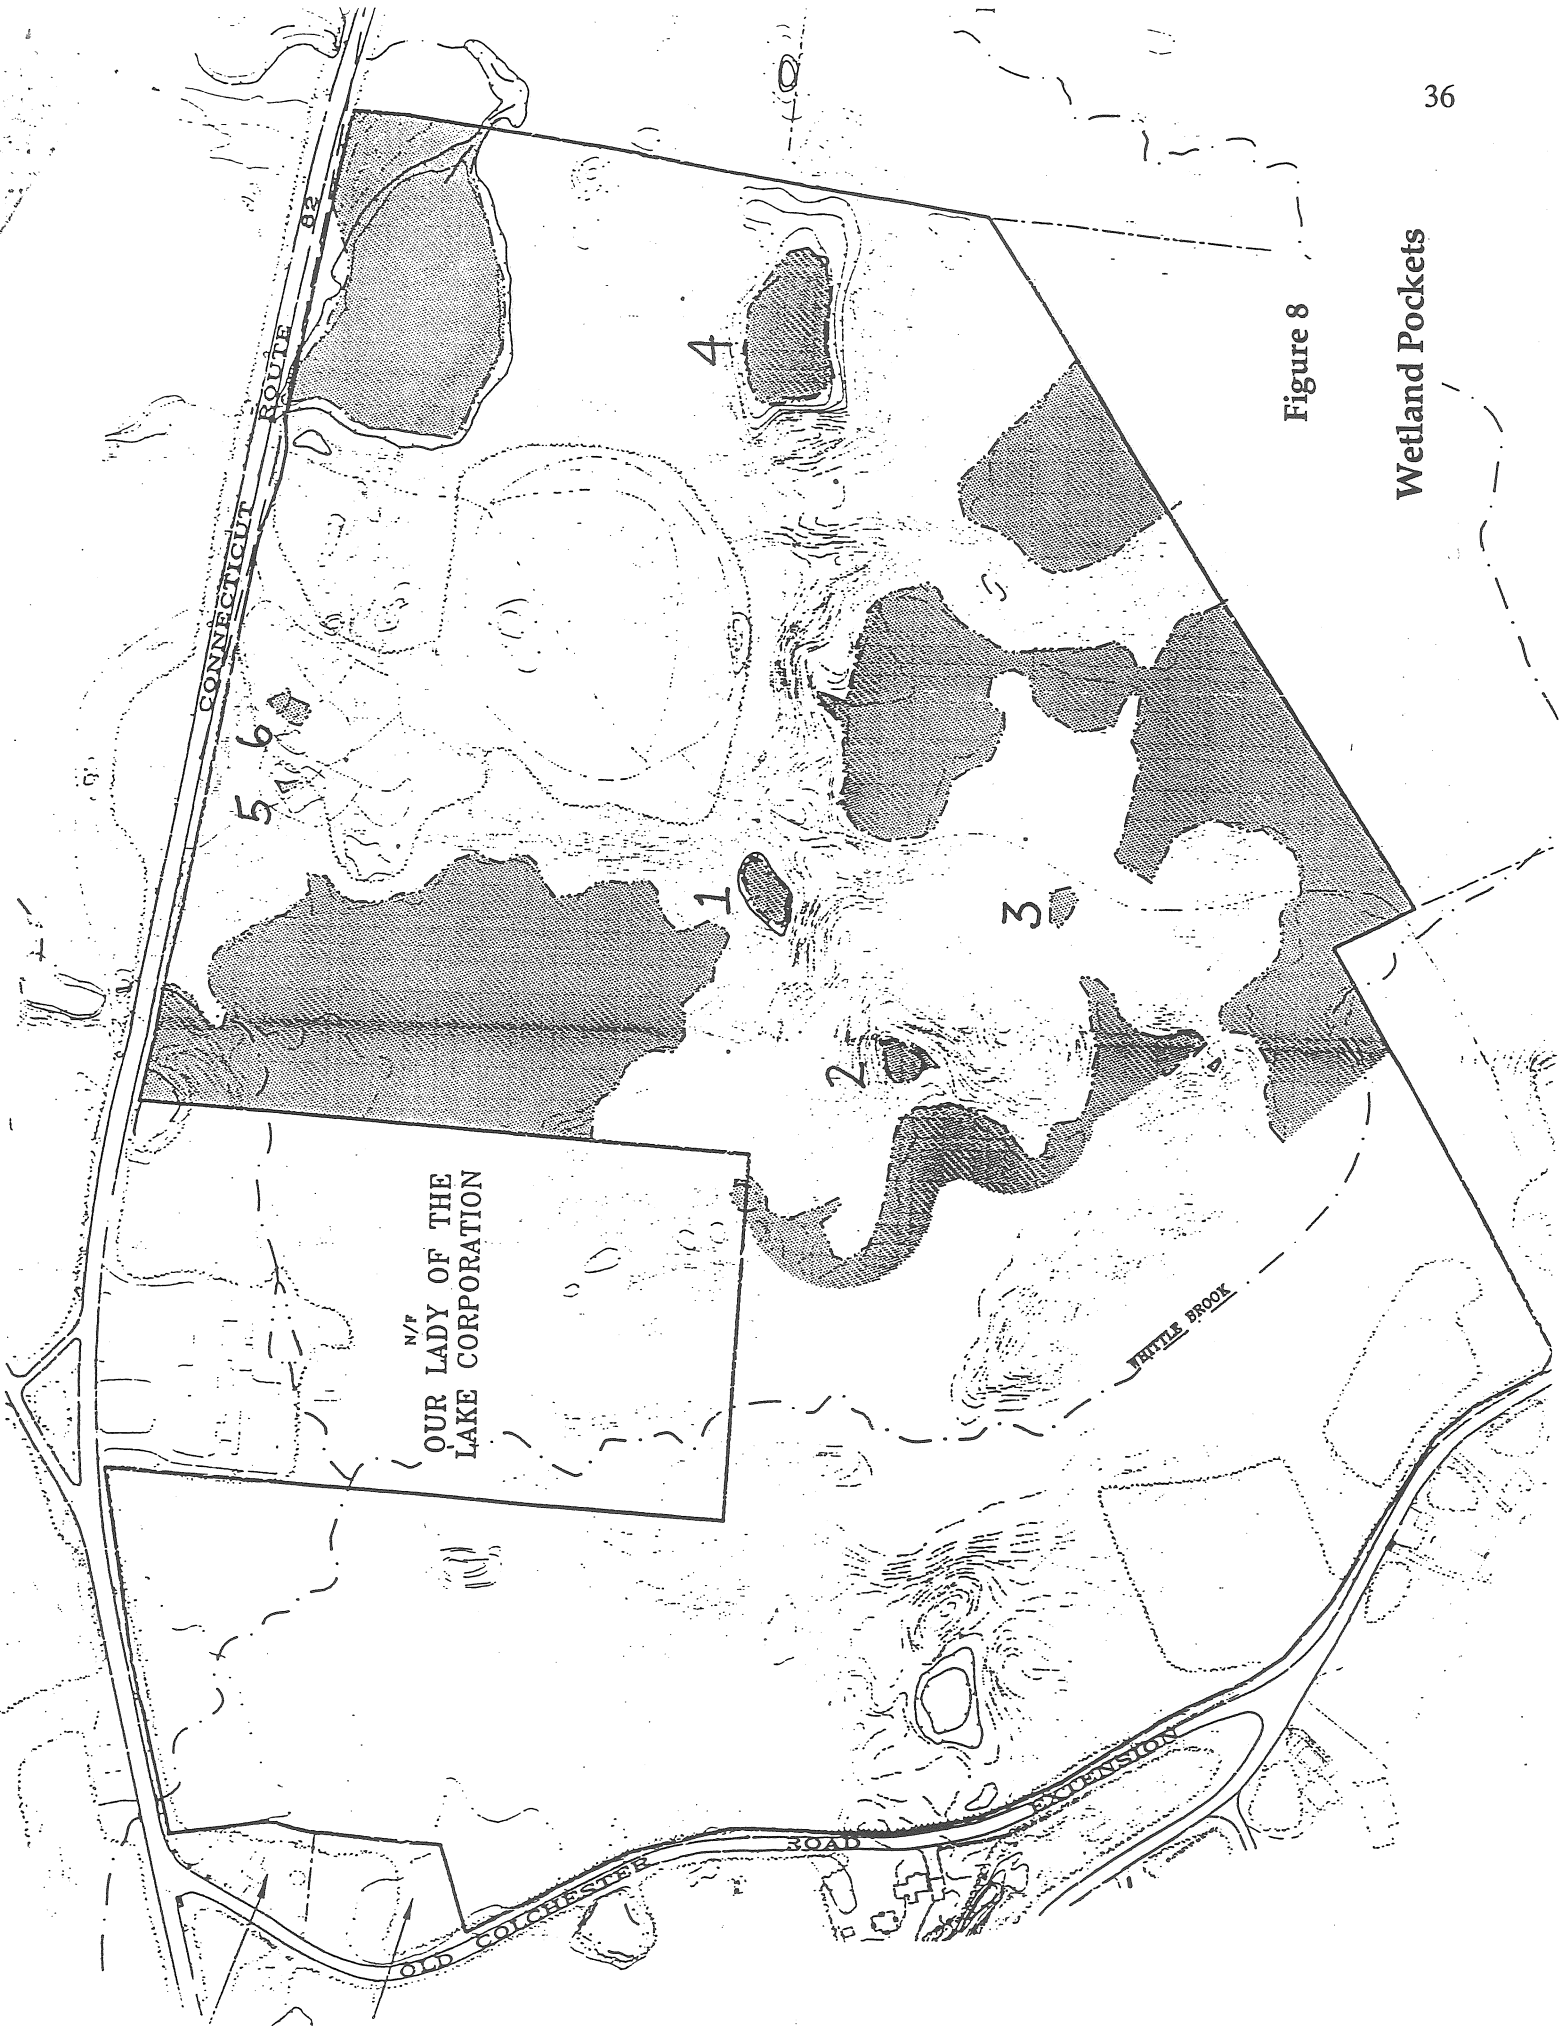 36
CONNECTICUT ROUTE 82
6
5
4
1
3
2
N/F
OUR LADY OF THE
LAKE CORPORATION
WHITTLE BROOK
OLD COLCHESTER ROAD EXTENSION
Figure 8
Wetland Pockets